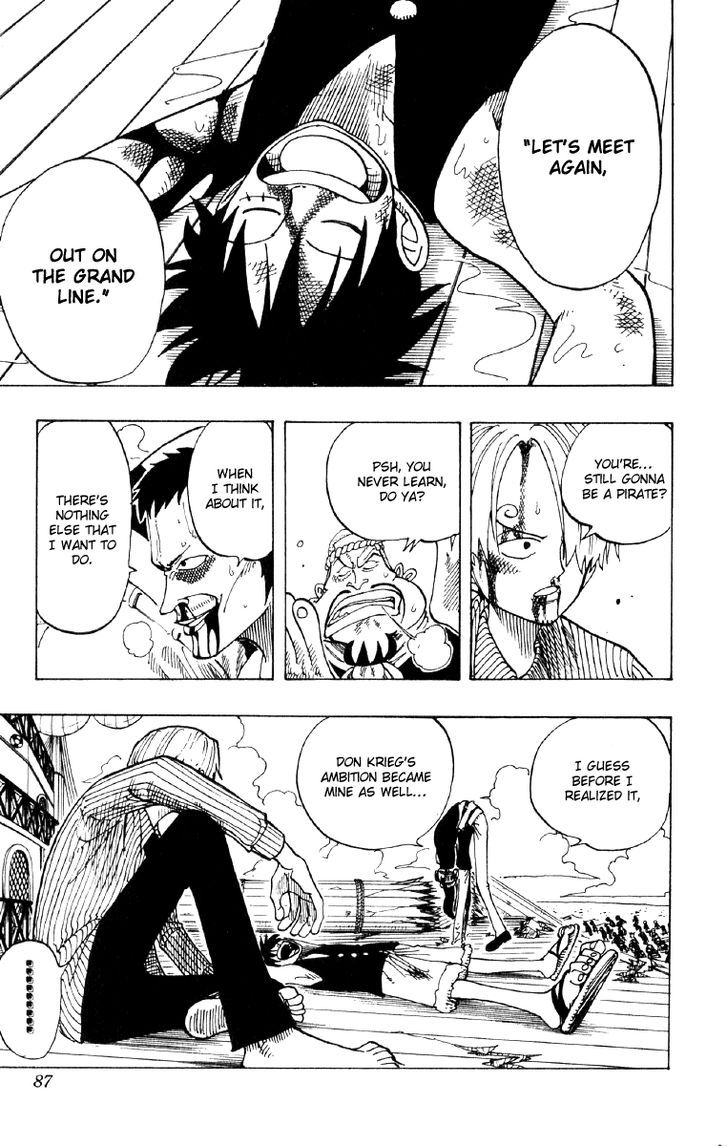 "LET'S MEET
AGAIN,
OUT ON
THE GRAND
LINE."
YOU'RE...
STILL GONNA
BE A PIRATE?
PSH, YOU
NEVER LEARN,
DO YA?
WHEN
I THINK
ABOUT IT,
THERE'S
NOTHING
ELSE THAT
I WANT TO
DO.
I GUESS
BEFORE I
REALIZED IT,
DON KRIEG'S
AMBITION BECAME
MINE AS WELL...
.........
87